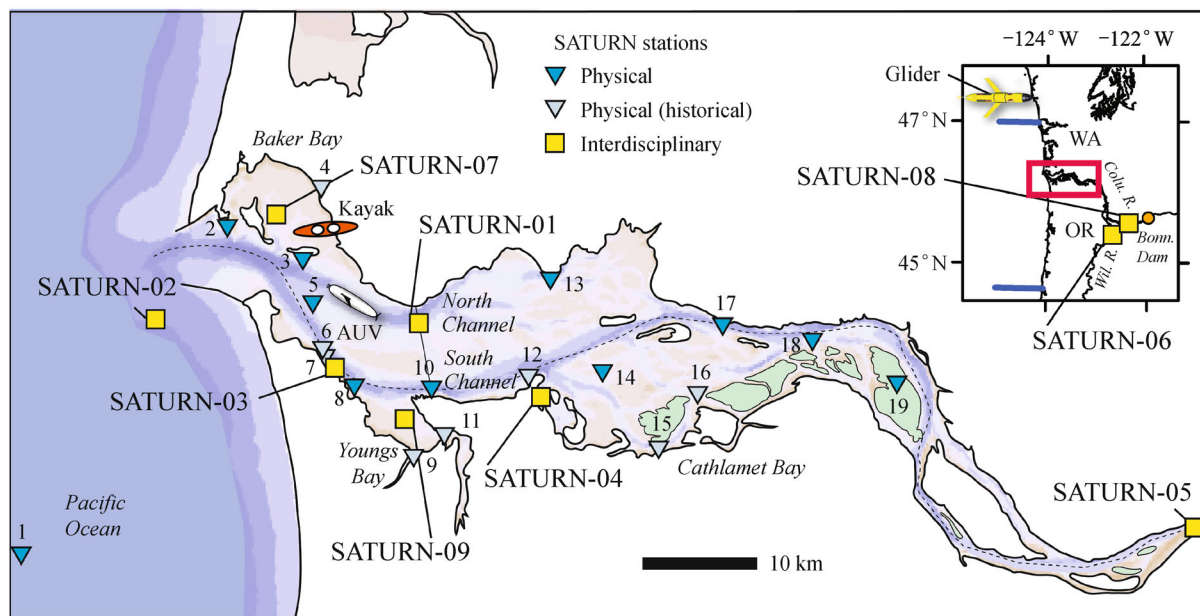 SATURN stations
Physical
Physical (historical)
Interdisciplinary
−124°W
−122°W
Glider
47°N
WA
SATURN-08
Colu. R.
OR
Bonn.
Dam
Wil. R.
45°N
SATURN-06
Baker Bay
4
SATURN-07
Kayak
2
SATURN-01
3
13
5
SATURN-02
North
Channel
17
AUV
6
18
South
Channel
7
12
10
14
16
8
19
SATURN-03
15
11
Youngs
Bay
9
SATURN-04
Cathlamet Bay
SATURN-05
Pacific
Ocean
1
SATURN-09
10 km